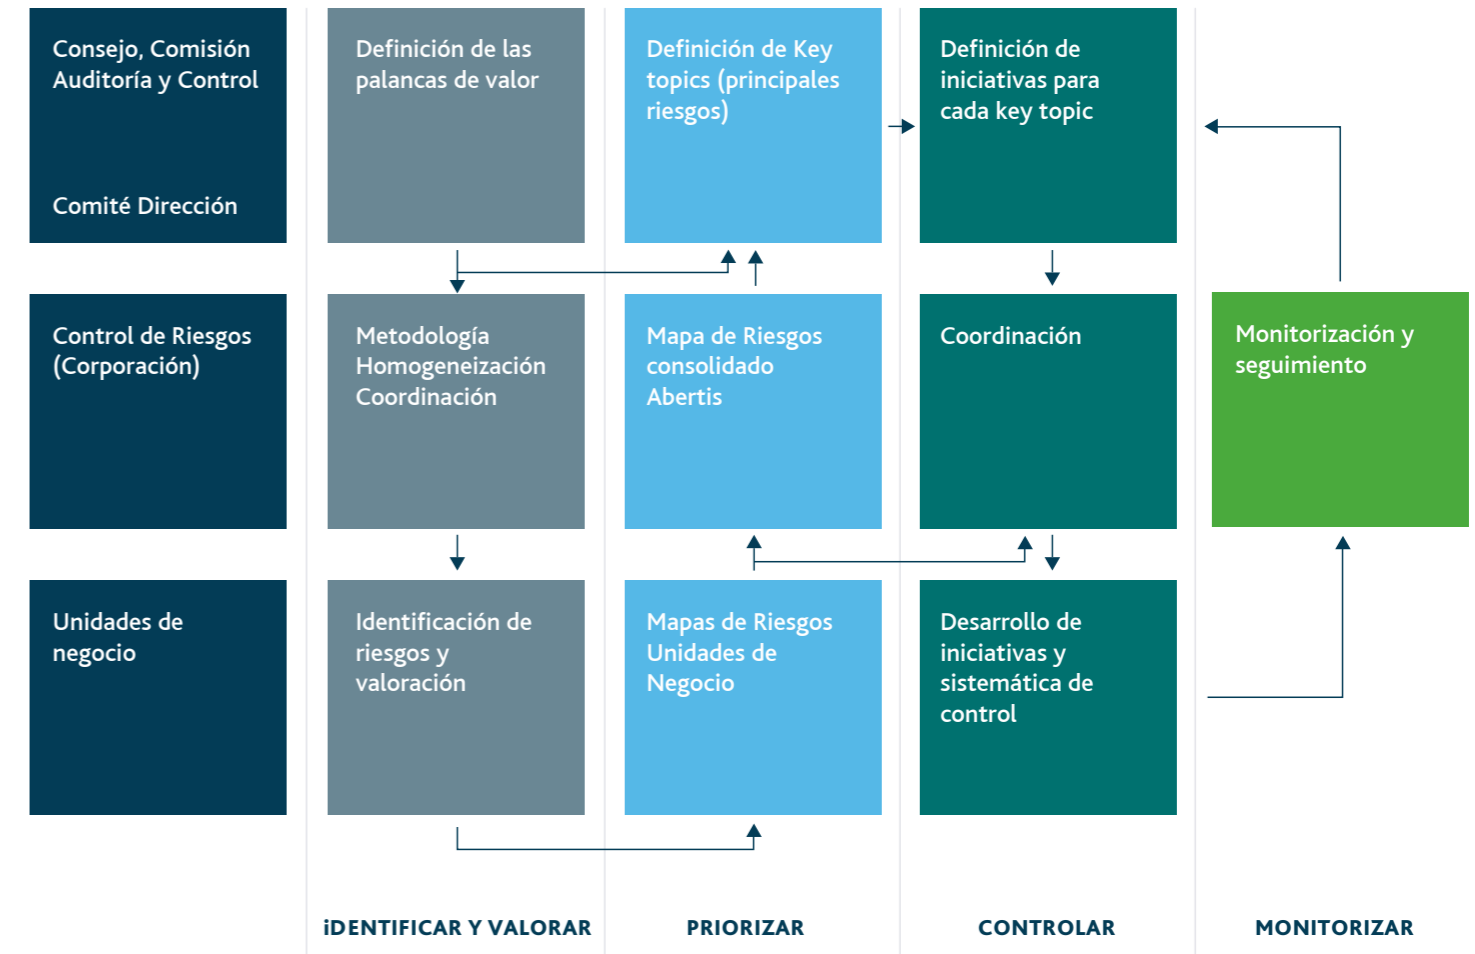 Consejo, Comisión
Auditoría y Control
Comité Dirección
Definición de las
palancas de valor
Definición de Key
topics (principales
riesgos)
Definición de
iniciativas para
cada key topic
Control de Riesgos
(Corporación)
Metodología
Homogeneización
Coordinación
Mapa de Riesgos
consolidado
Abertis
Coordinación
Monitorización y
seguimiento
Unidades de
negocio
Identificación de
riesgos y
valoración
Mapas de Riesgos
Unidades de
Negocio
Desarrollo de
iniciativas y
sistemática de
control
iDENTIFICAR Y VALORAR
PRIORIZAR
CONTROLAR
MONITORIZAR